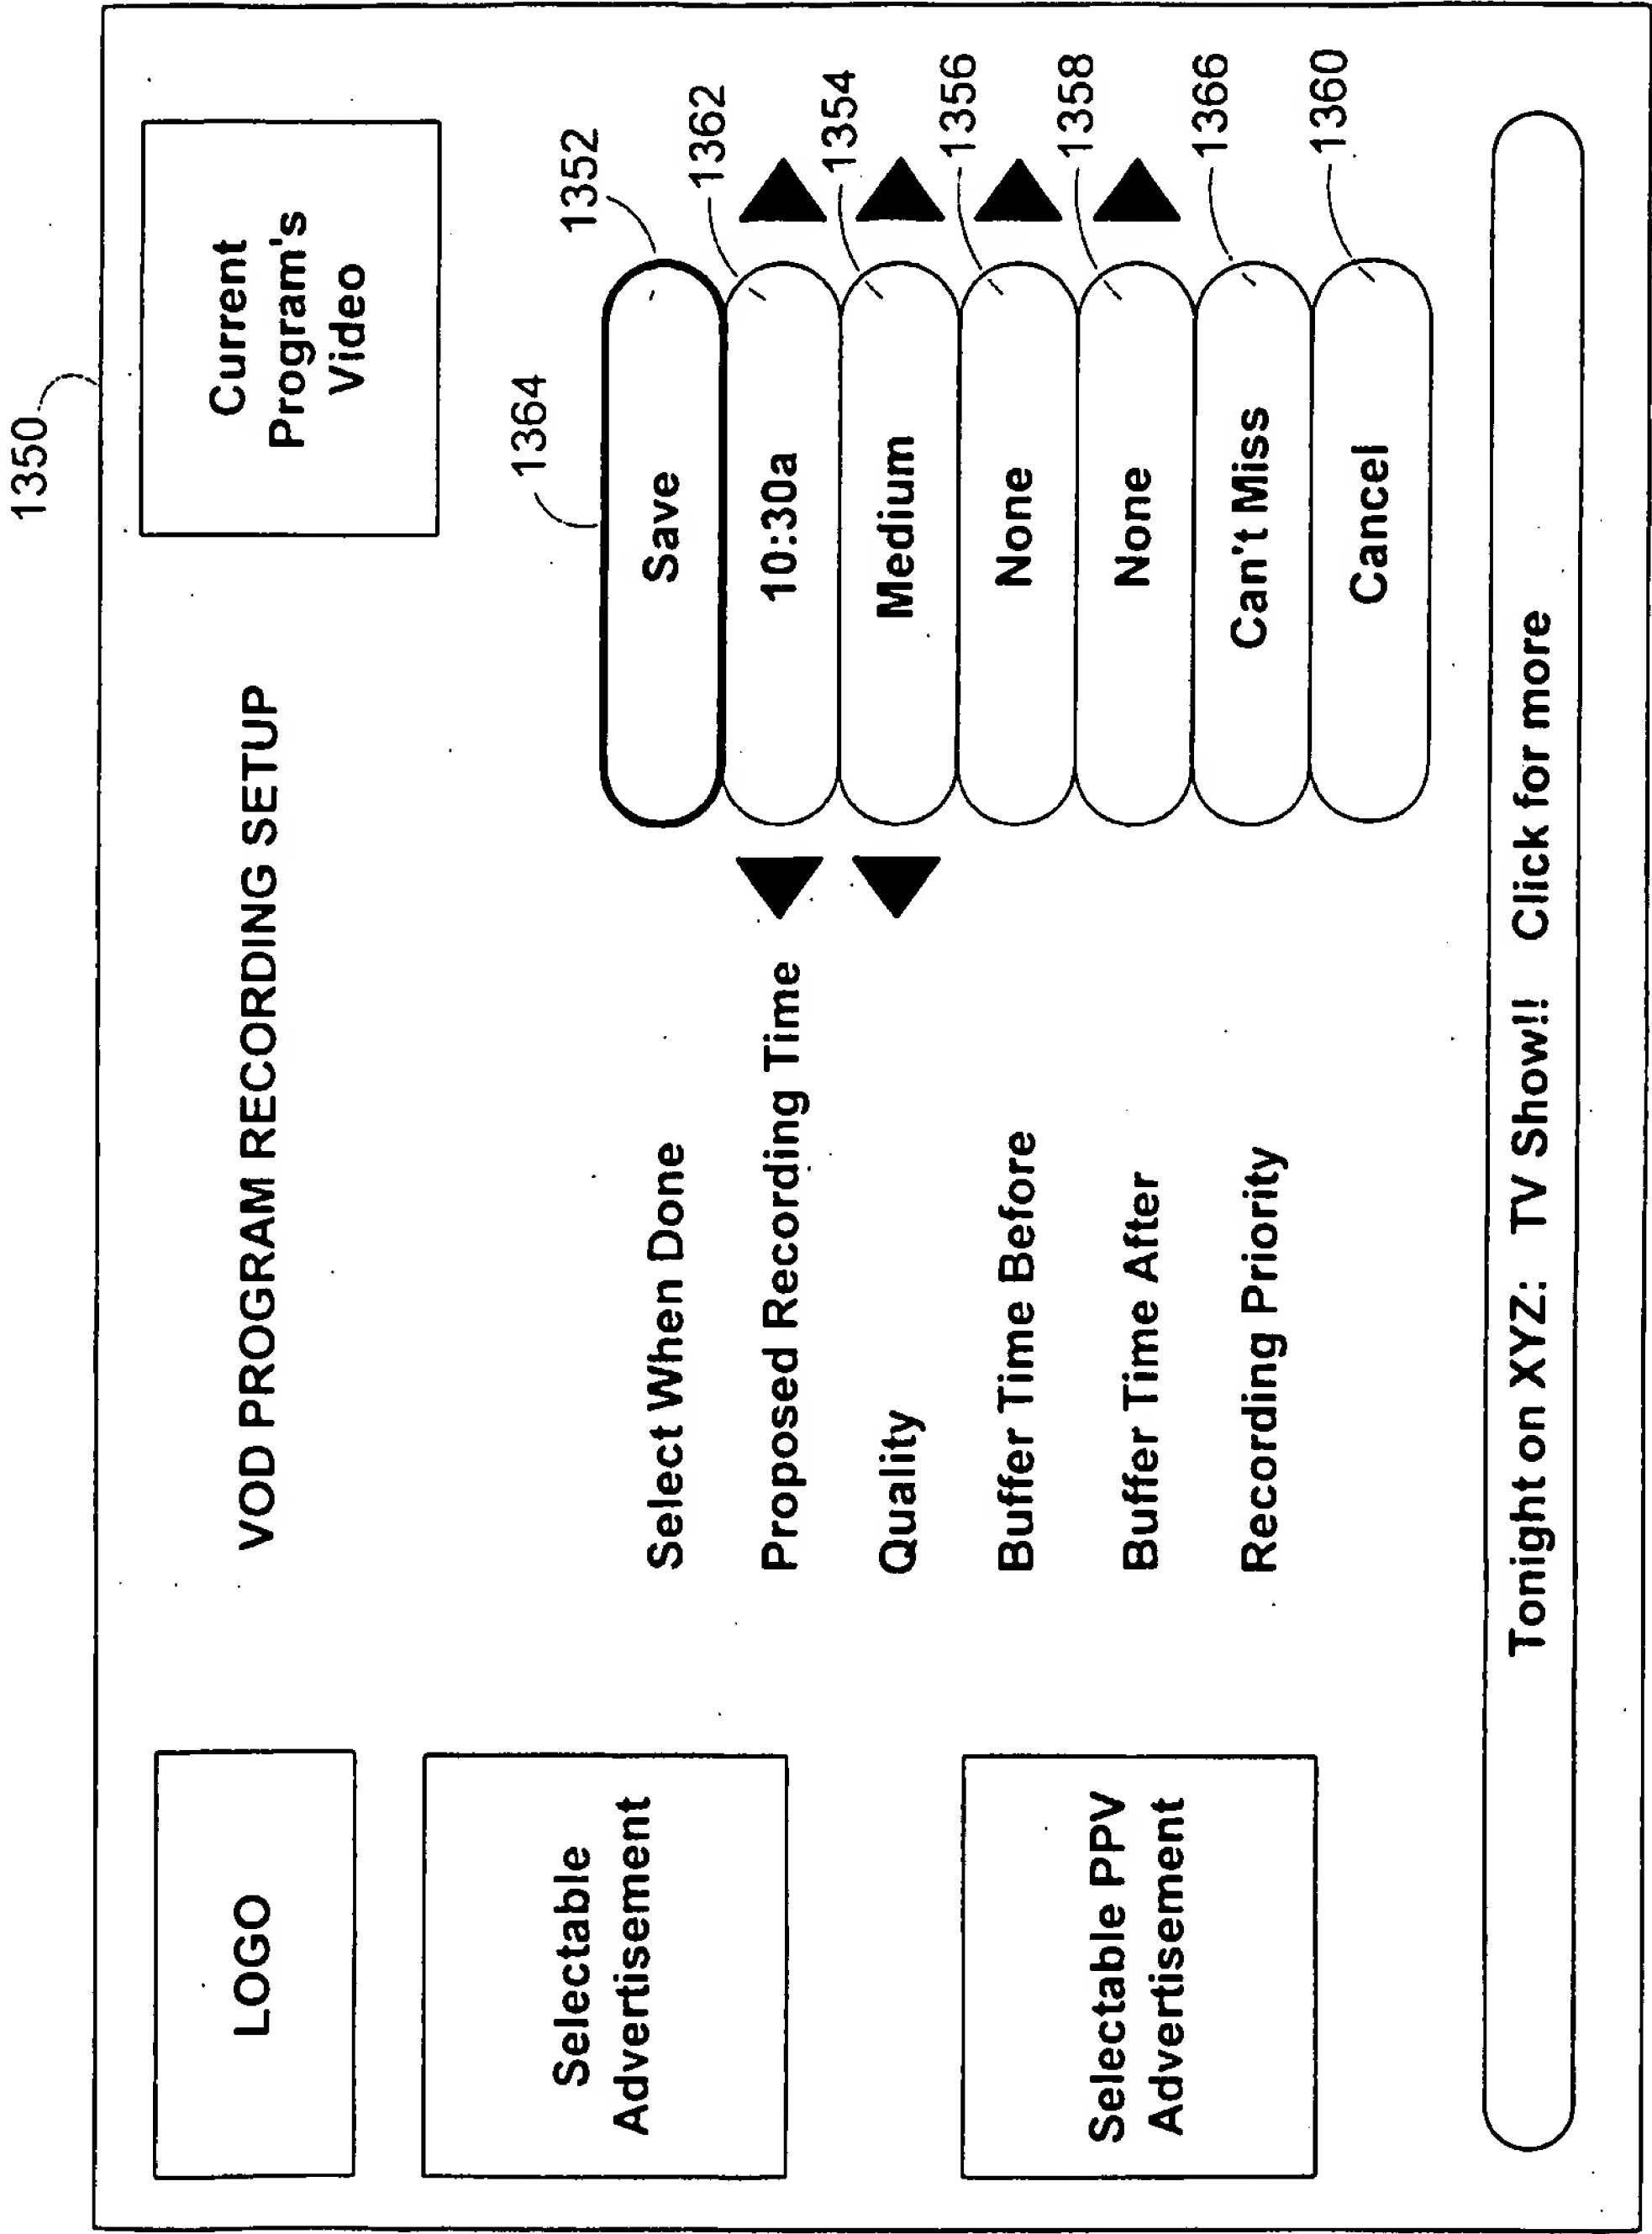 1350
LOGO
VOD PROGRAM RECORDING SETUP
Current
Program's
Video
Selectable
Advertisement
Selectable PPV
Advertisement
1364
1352
Select When Done
Save
1362
Proposed Recording Time
10:30a
1354
Quality
Medium
1356
Buffer Time Before
None
1358
Buffer Time After
None
1366
Recording Priority
Can't Miss
1360
Cancel
Tonight on XYZ: TV Show!! Click for more